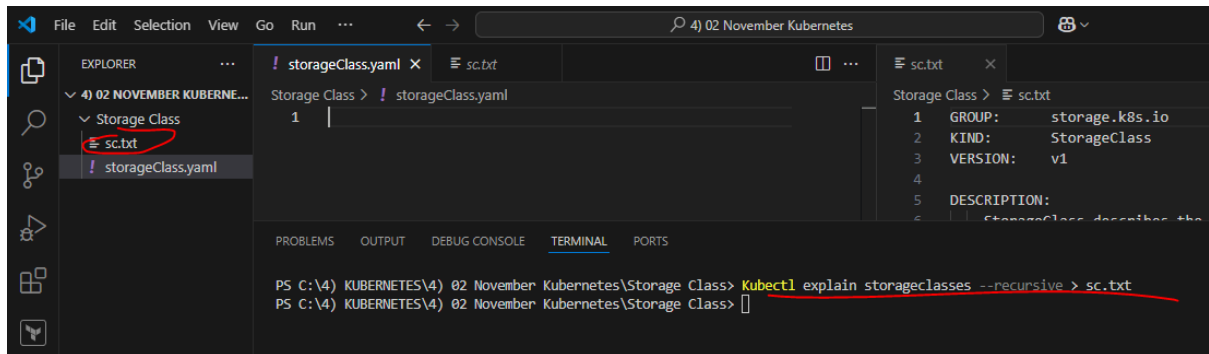 File Edit Selection View Go Run ··· ← → 4) 02 November Kubernetes
EXPLORER ···
4) 02 NOVEMBER KUBERNE...
Storage Class
sc.txt
! storageClass.yaml
! storageClass.yaml × sc.txt ···
Storage Class > ! storageClass.yaml
1
sc.txt ×
Storage Class > sc.txt
1 GROUP: storage.k8s.io
2 KIND: StorageClass
3 VERSION: v1
4
5 DESCRIPTION:
6 StorageClass describes the
PROBLEMS OUTPUT DEBUG CONSOLE TERMINAL PORTS
PS C:\4) KUBERNETES\4) 02 November Kubernetes\Storage Class> Kubectl explain storageclasses --recursive > sc.txt
PS C:\4) KUBERNETES\4) 02 November Kubernetes\Storage Class>